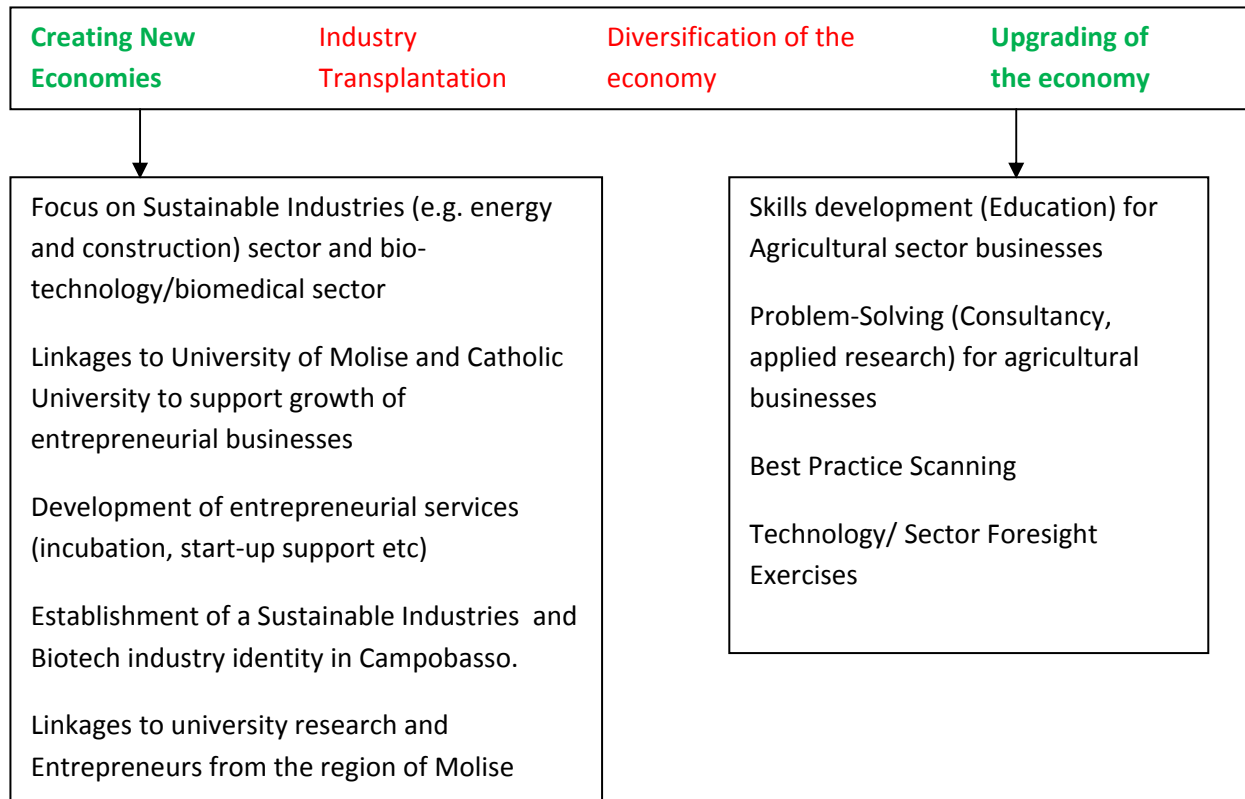 Creating New
Economies
Industry
Transplantation
Diversification of the
economy
Upgrading of
the economy
Focus on Sustainable Industries (e.g. energy
and construction) sector and bio-
technology/biomedical sector
Linkages to University of Molise and Catholic
University to support growth of
entrepreneurial businesses
Development of entrepreneurial services
(incubation, start-up support etc)
Establishment of a Sustainable Industries  and
Biotech industry identity in Campobasso.
Linkages to university research and
Entrepreneurs from the region of Molise
Skills development (Education) for
Agricultural sector businesses
Problem-Solving (Consultancy,
applied research) for agricultural
businesses
Best Practice Scanning
Technology/ Sector Foresight
Exercises